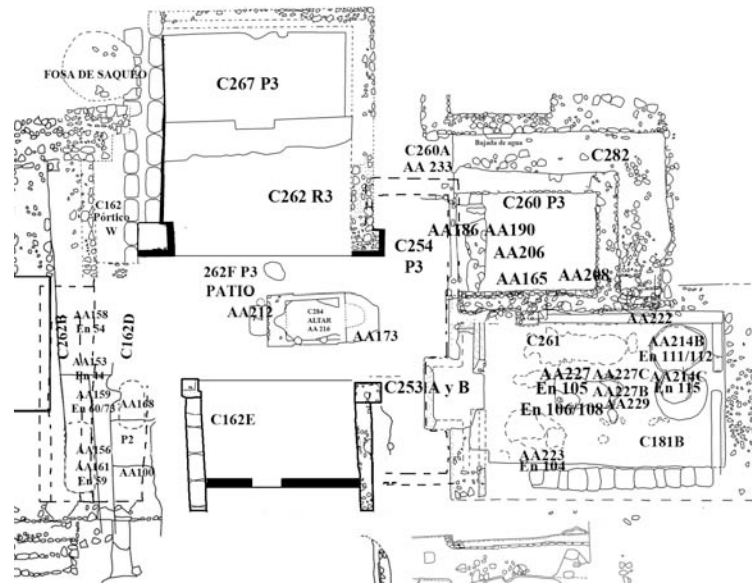 FOSA DE SAQUEO
C267 P3
C262 R3
C162
Pórtico
W
C260A
AA 233
Bajada de agua
C282
C260 P3
AA186 AA190
AA206
AA165 AA208
C254
P3
262F P3
PATIO
AA212
C284
ALTAR
AA 216
AA173
C262B
C162D
AA158
En 54
AA153
En 44
AA159
En 60/73
AA168
P2
AA156
AA161
En 59
AA100
C162E
C253 A y B
AA222
C261
AA214B
En 111/112
AA227 AA227C AA214C
En 105 AA227B En 115
En 106/108 AA229
C181B
AA223
En 104